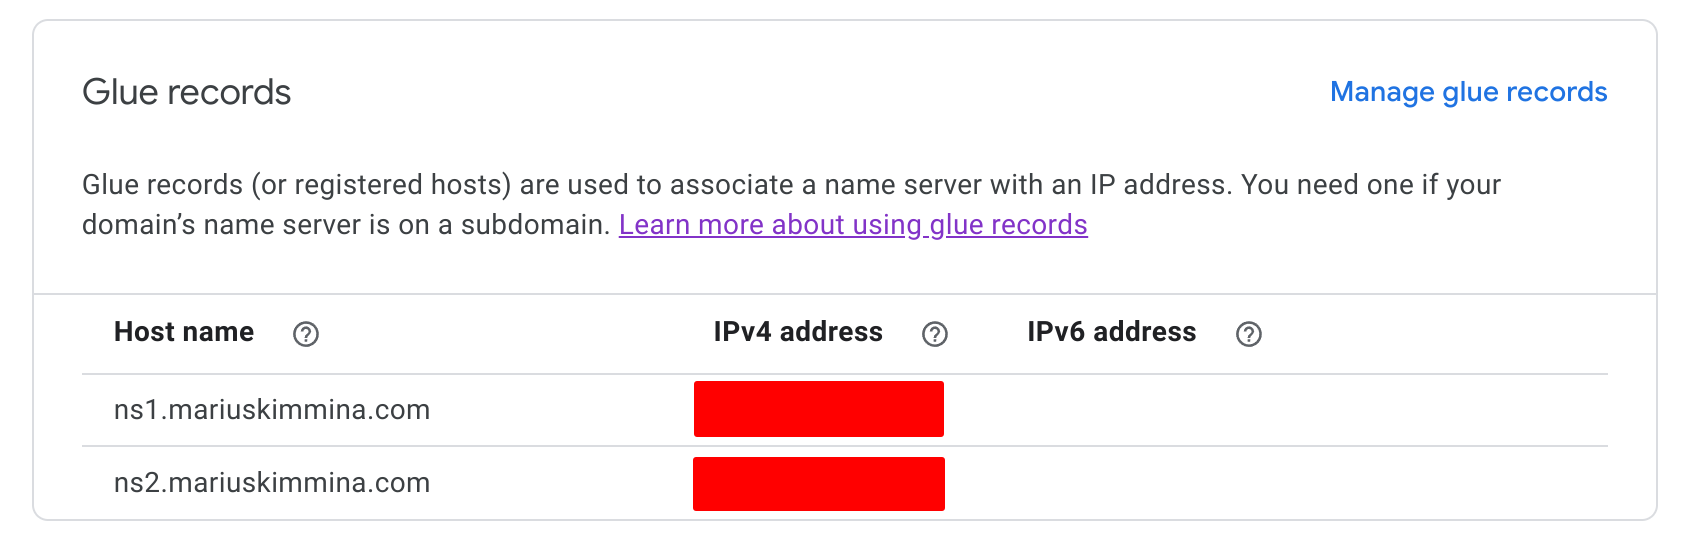 Glue records
Manage glue records
Glue records (or registered hosts) are used to associate a name server with an IP address. You need one if your
domain’s name server is on a subdomain. Learn more about using glue records
Host name IPv4 address IPv6 address
ns1.mariuskimmina.com
ns2.mariuskimmina.com